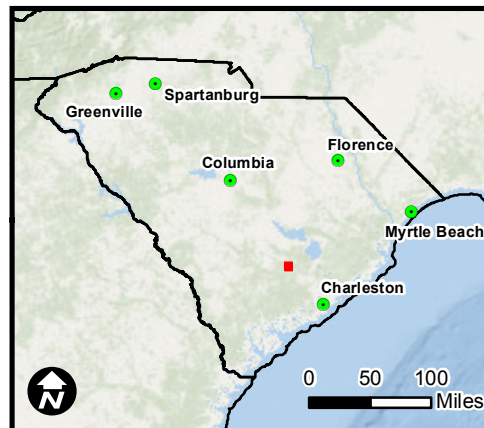 Spartanburg
Greenville
Florence
Columbia
Myrtle Beach
Charleston
N
0 50 100
Miles